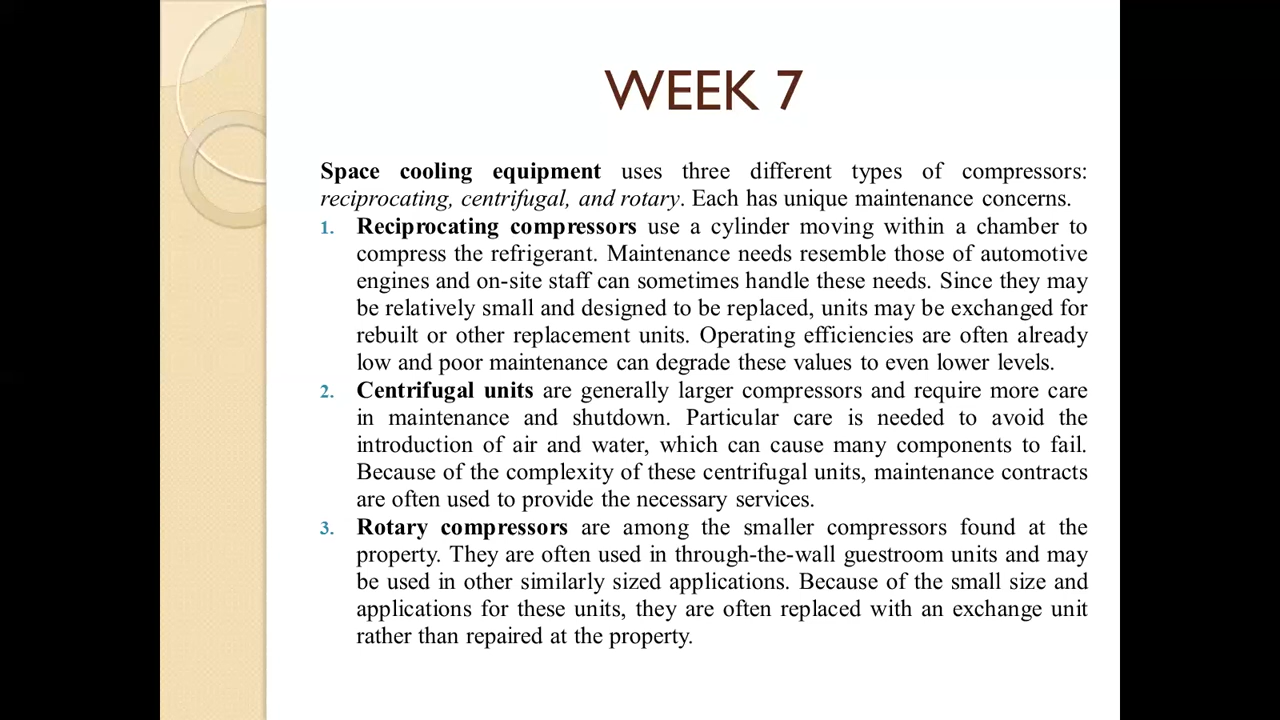 WEEK 7
Space cooling equipment uses three different types of compressors:
reciprocating, centrifugal, and rotary. Each has unique maintenance concerns.
1. Reciprocating compressors use a cylinder moving within a chamber to
compress the refrigerant. Maintenance needs resemble those of automotive
engines and on-site staff can sometimes handle these needs. Since they may
be relatively small and designed to be replaced, units may be exchanged for
rebuilt or other replacement units. Operating efficiencies are often already
low and poor maintenance can degrade these values to even lower levels.
2. Centrifugal units are generally larger compressors and require more care
in maintenance and shutdown. Particular care is needed to avoid the
introduction of air and water, which can cause many components to fail.
Because of the complexity of these centrifugal units, maintenance contracts
are often used to provide the necessary services.
3. Rotary compressors are among the smaller compressors found at the
property. They are often used in through-the-wall guestroom units and may
be used in other similarly sized applications. Because of the small size and
applications for these units, they are often replaced with an exchange unit
rather than repaired at the property.